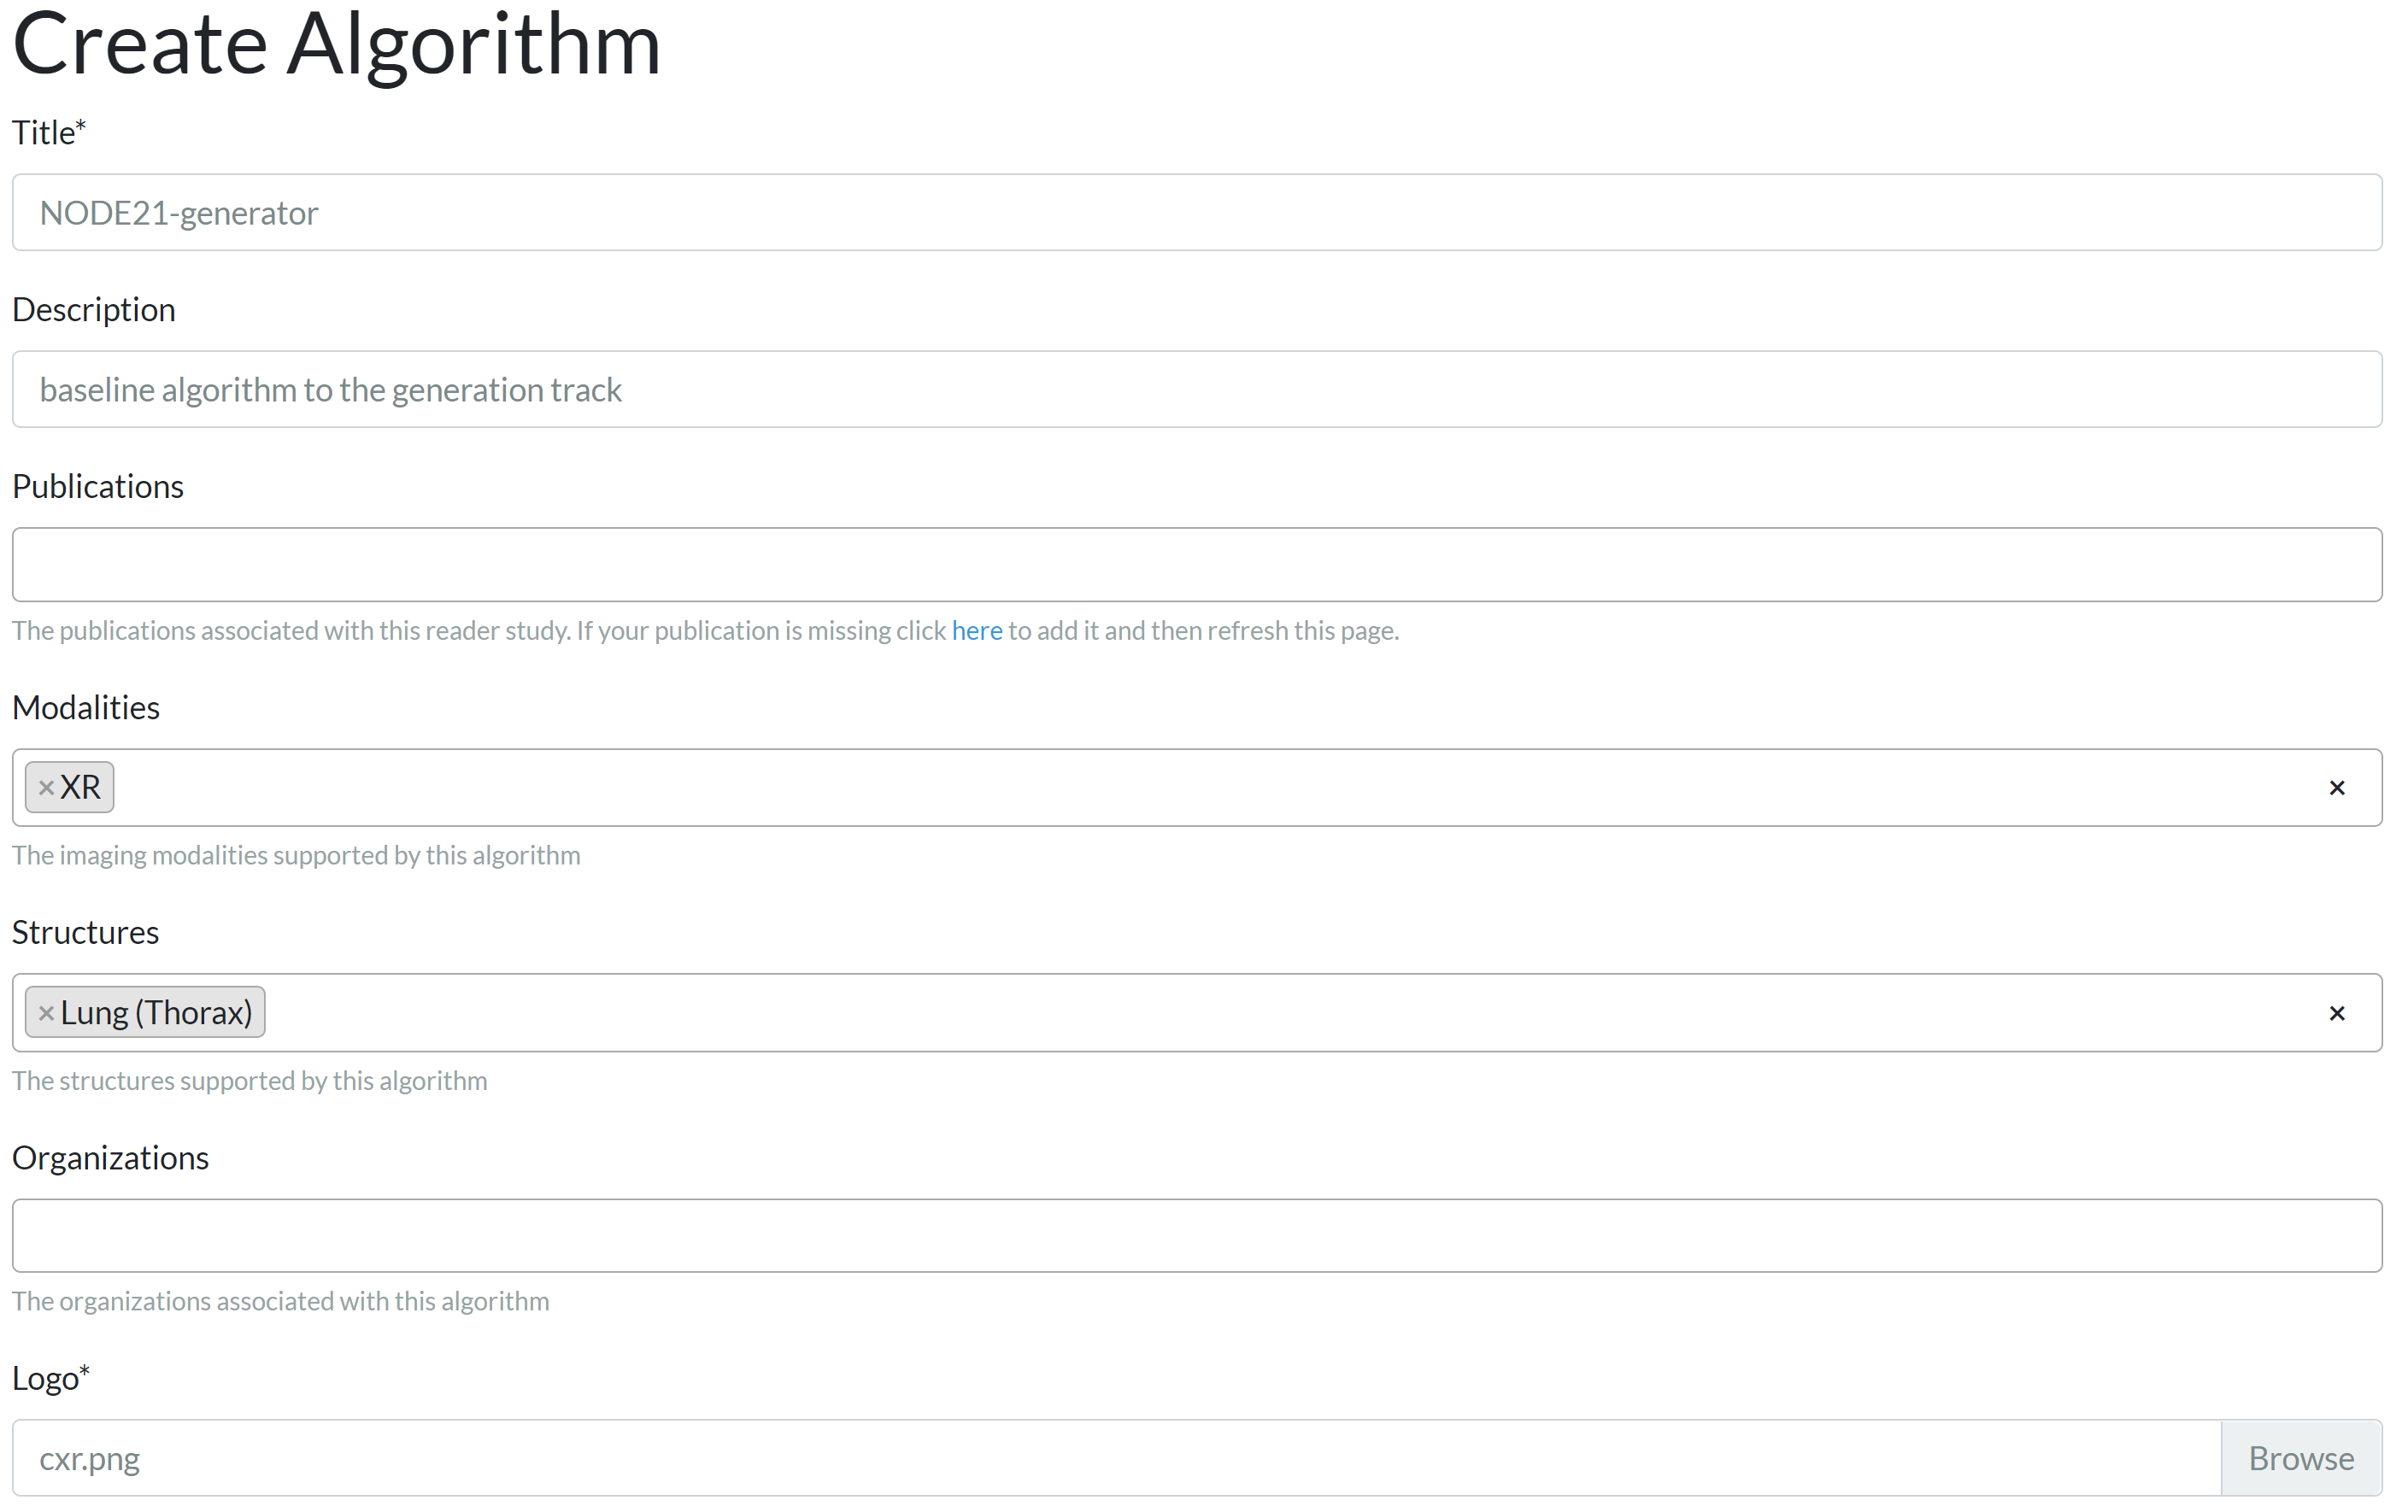 Create Algorithm
Title*
NODE21-generator
Description
baseline algorithm to the generation track
Publications
The publications associated with this reader study. If your publication is missing click here to add it and then refresh this page.
Modalities
×XR ×
The imaging modalities supported by this algorithm
Structures
×Lung (Thorax) ×
The structures supported by this algorithm
Organizations
The organizations associated with this algorithm
Logo*
cxr.png Browse